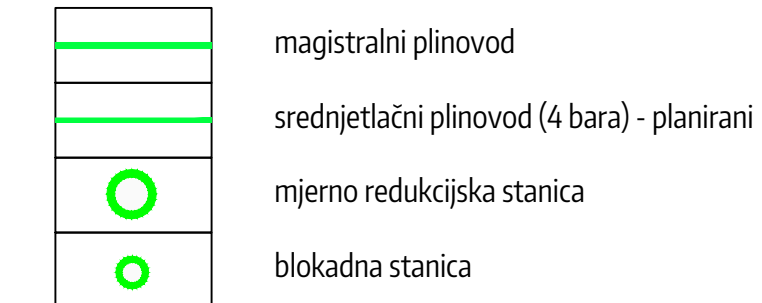 magistralni plinovod
srednjetlačni plinovod (4 bara) - planirani
mjerno redukcijska stanica
blokadna stanica